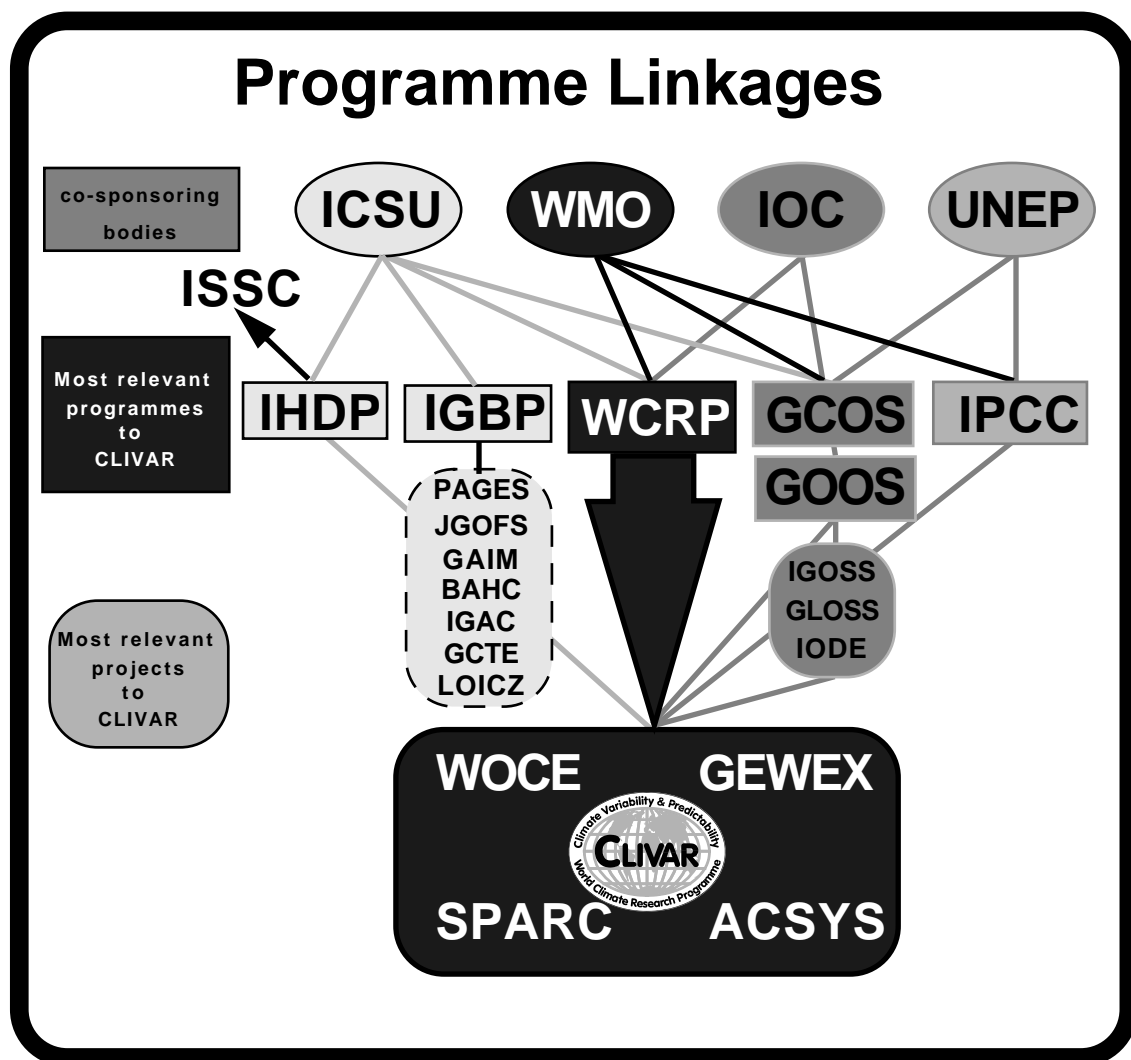 Programme Linkages
co-sponsoring
bodies
ICSU
WMO
IOC
UNEP
ISSC
Most relevant
programmes
to
CLIVAR
IHDP
IGBP
WCRP
GCOS
IPCC
GOOS
PAGES
JGOFS
GAIM
BAHC
IGAC
GCTE
LOICZ
IGOSS
GLOSS
IODE
Most relevant
projects
to
CLIVAR
WOCE
GEWEX
Climate Variability & Predictability
CLIVAR
World Climate Research Programme
SPARC
ACSYS